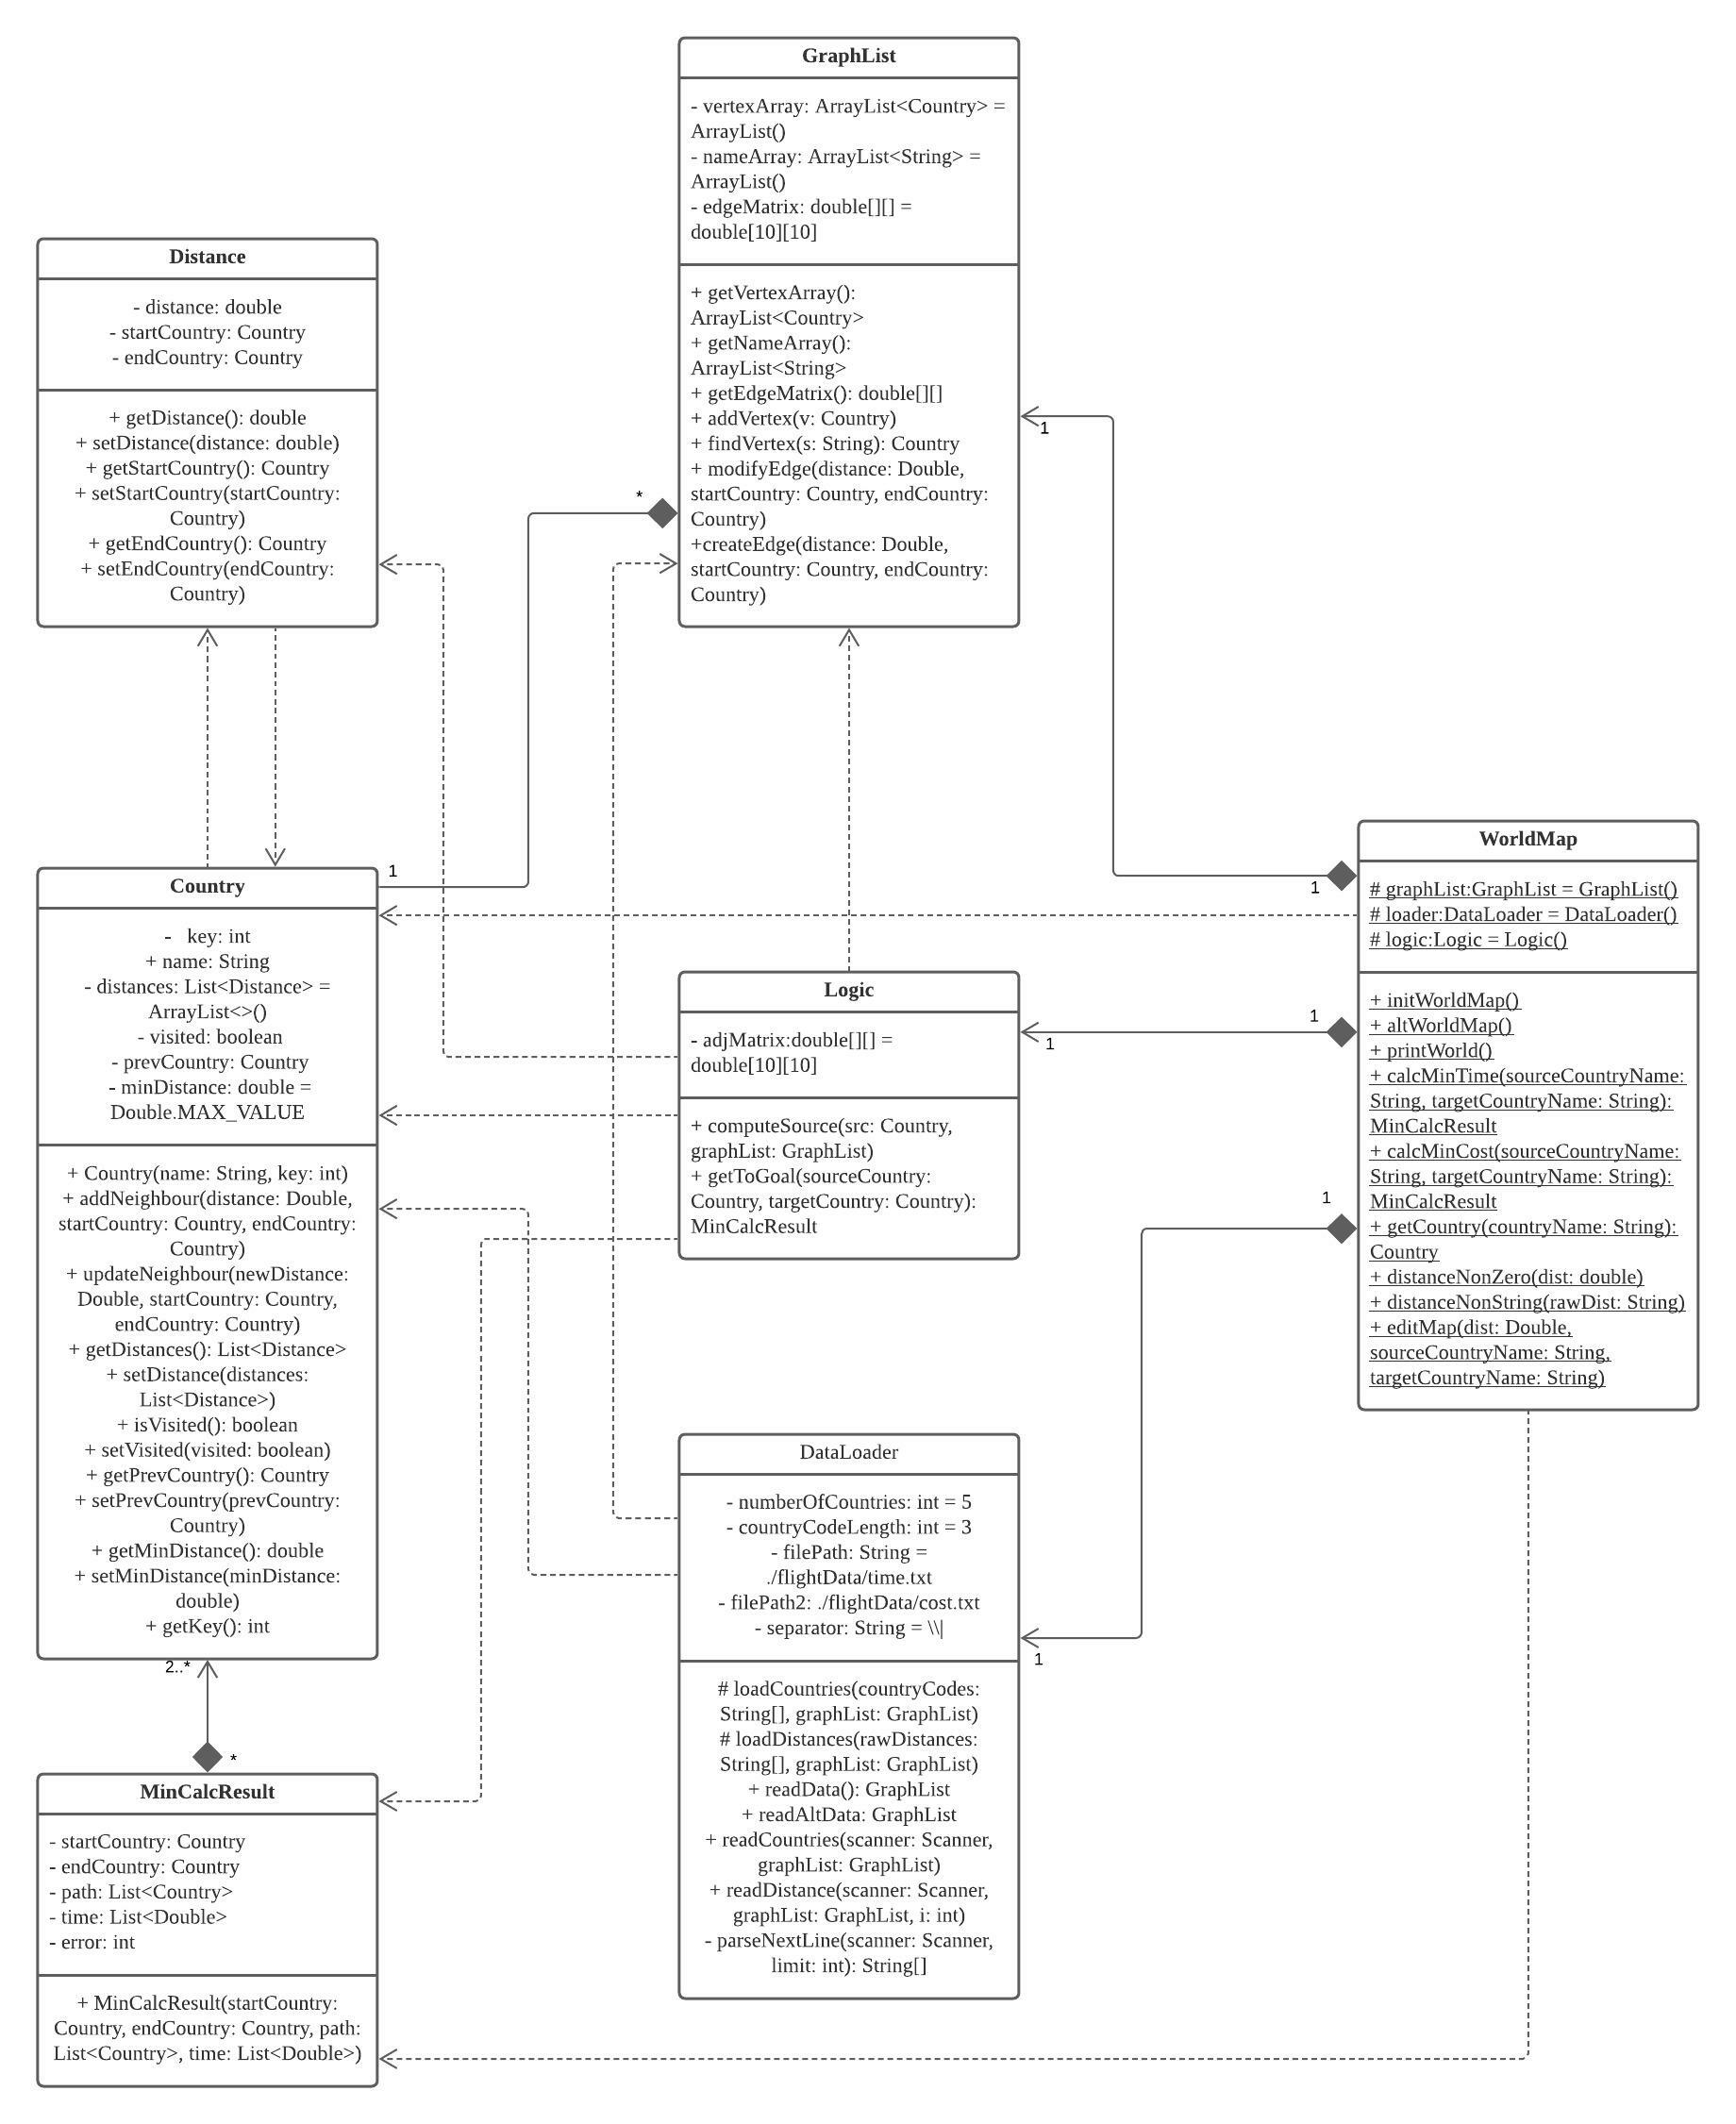 GraphList
- vertexArray: ArrayList<Country> =
ArrayList()
- nameArray: ArrayList<String> =
ArrayList()
- edgeMatrix: double[][] =
double[10][10]
+ getVertexArray():
ArrayList<Country>
+ getNameArray():
ArrayList<String>
+ getEdgeMatrix(): double[][]
+ addVertex(v: Country)
+ findVertex(s: String): Country
+ modifyEdge(distance: Double,
startCountry: Country, endCountry:
Country)
+createEdge(distance: Double,
startCountry: Country, endCountry:
Country)
Distance
- distance: double
- startCountry: Country
- endCountry: Country
+ getDistance(): double
+ setDistance(distance: double)
+ getStartCountry(): Country
+ setStartCountry(startCountry:
Country)
+ getEndCountry(): Country
+ setEndCountry(endCountry:
Country)
*
1
1
1
Country
-   key: int
+ name: String
- distances: List<Distance> =
ArrayList<>()
- visited: boolean
- prevCountry: Country
- minDistance: double =
Double.MAX_VALUE
+ Country(name: String, key: int)
+ addNeighbour(distance: Double,
startCountry: Country, endCountry:
Country)
+ updateNeighbour(newDistance:
Double, startCountry: Country,
endCountry: Country)
+ getDistances(): List<Distance>
+ setDistance(distances:
List<Distance>)
+ isVisited(): boolean
+ setVisited(visited: boolean)
+ getPrevCountry(): Country
+ setPrevCountry(prevCountry:
Country)
+ getMinDistance(): double
+ setMinDistance(minDistance:
double)
+ getKey(): int
Logic
- adjMatrix:double[][] =
double[10][10]
+ computeSource(src: Country,
graphList: GraphList)
+ getToGoal(sourceCountry:
Country, targetCountry: Country):
MinCalcResult
1
1
WorldMap
# graphList:GraphList = GraphList()
# loader:DataLoader = DataLoader()
# logic:Logic = Logic()
+ initWorldMap()
+ altWorldMap()
+ printWorld()
+ calcMinTime(sourceCountryName:
String, targetCountryName: String):
MinCalcResult
+ calcMinCost(sourceCountryName:
String, targetCountryName: String):
MinCalcResult
+ getCountry(countryName: String):
Country
+ distanceNonZero(dist: double)
+ distanceNonString(rawDist: String)
+ editMap(dist: Double,
sourceCountryName: String,
targetCountryName: String)
1
1
DataLoader
- numberOfCountries: int = 5
- countryCodeLength: int = 3
- filePath: String =
./flightData/time.txt
- filePath2: ./flightData/cost.txt
- separator: String = \\|
# loadCountries(countryCodes:
String[], graphList: GraphList)
# loadDistances(rawDistances:
String[], graphList: GraphList)
+ readData(): GraphList
+ readAltData: GraphList
+ readCountries(scanner: Scanner,
graphList: GraphList)
+ readDistance(scanner: Scanner,
graphList: GraphList, i: int)
- parseNextLine(scanner: Scanner,
limit: int): String[]
2..*
*
MinCalcResult
- startCountry: Country
- endCountry: Country
- path: List<Country>
- time: List<Double>
- error: int
+ MinCalcResult(startCountry:
Country, endCountry: Country, path:
List<Country>, time: List<Double>)